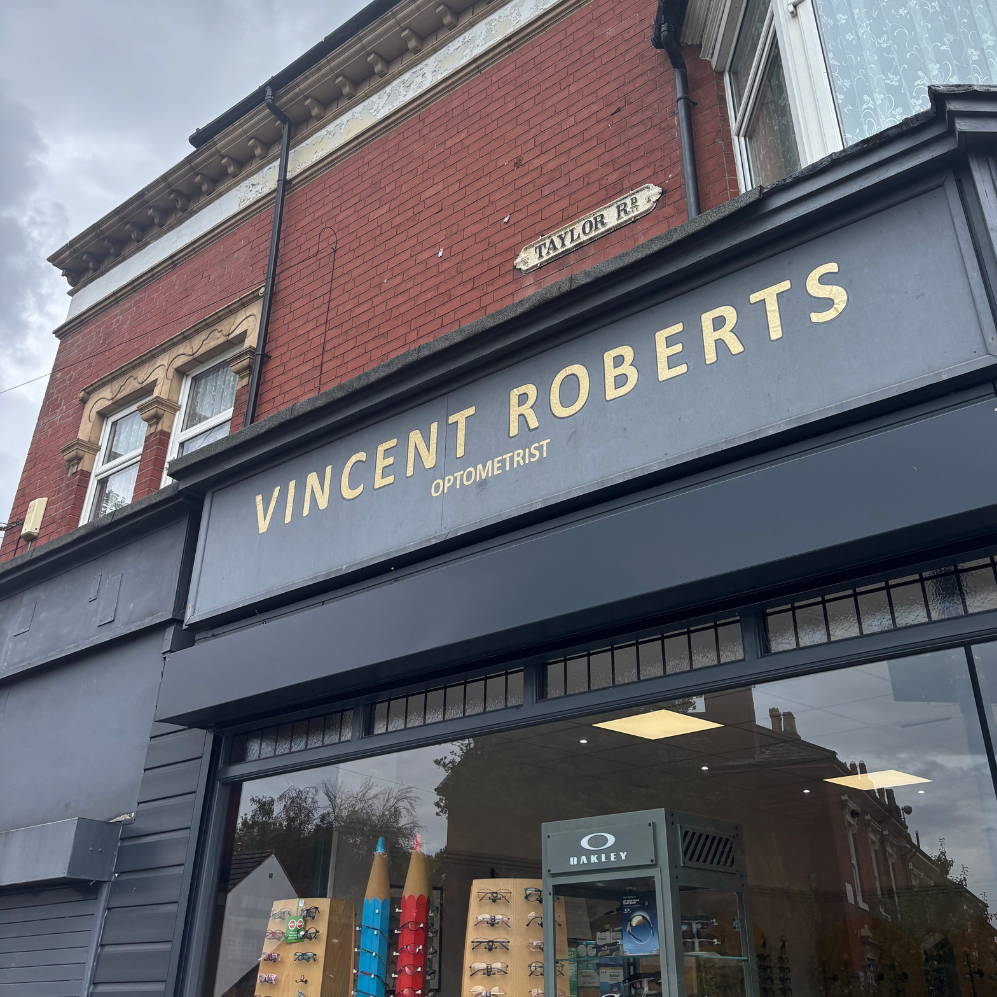 TAYLOR RD
VINCENT ROBERTS
OPTOMETRIST
OAKLEY